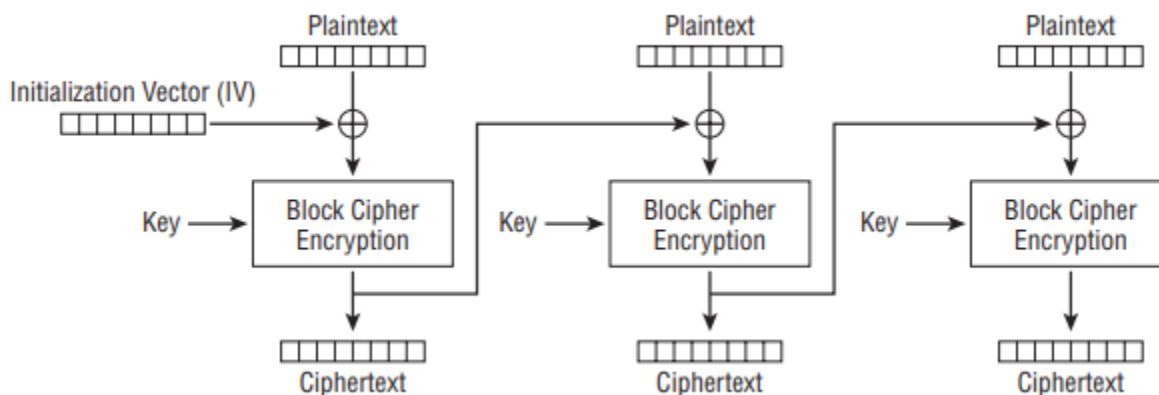 Plaintext
Plaintext
Plaintext
Initialization Vector (IV)
Key
Block Cipher
Encryption
Key
Block Cipher
Encryption
Key
Block Cipher
Encryption
Ciphertext
Ciphertext
Ciphertext